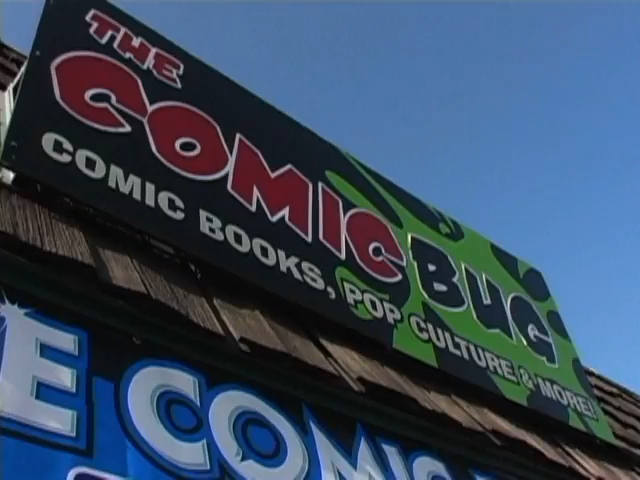 THE
COMIC BUG
COMIC BOOKS, POP CULTURE & MORE!
E COMIC